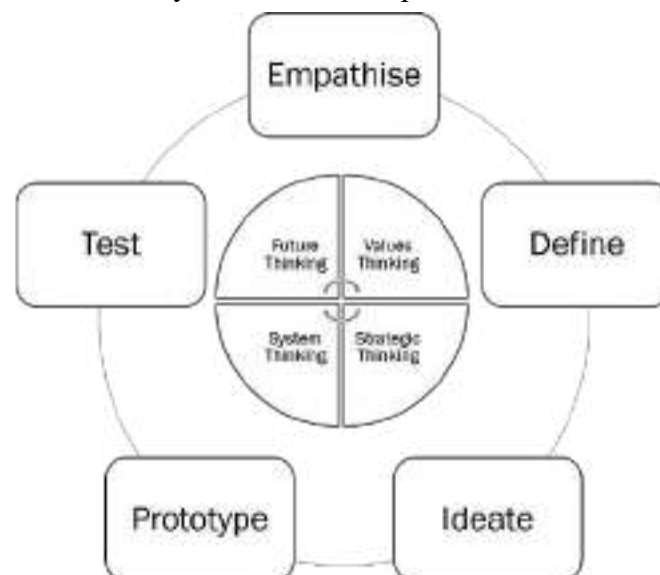 Empathise
Test
Define
Future
Thinking
Values
Thinking
System
Thinking
Strategic
Thinking
Prototype
Ideate